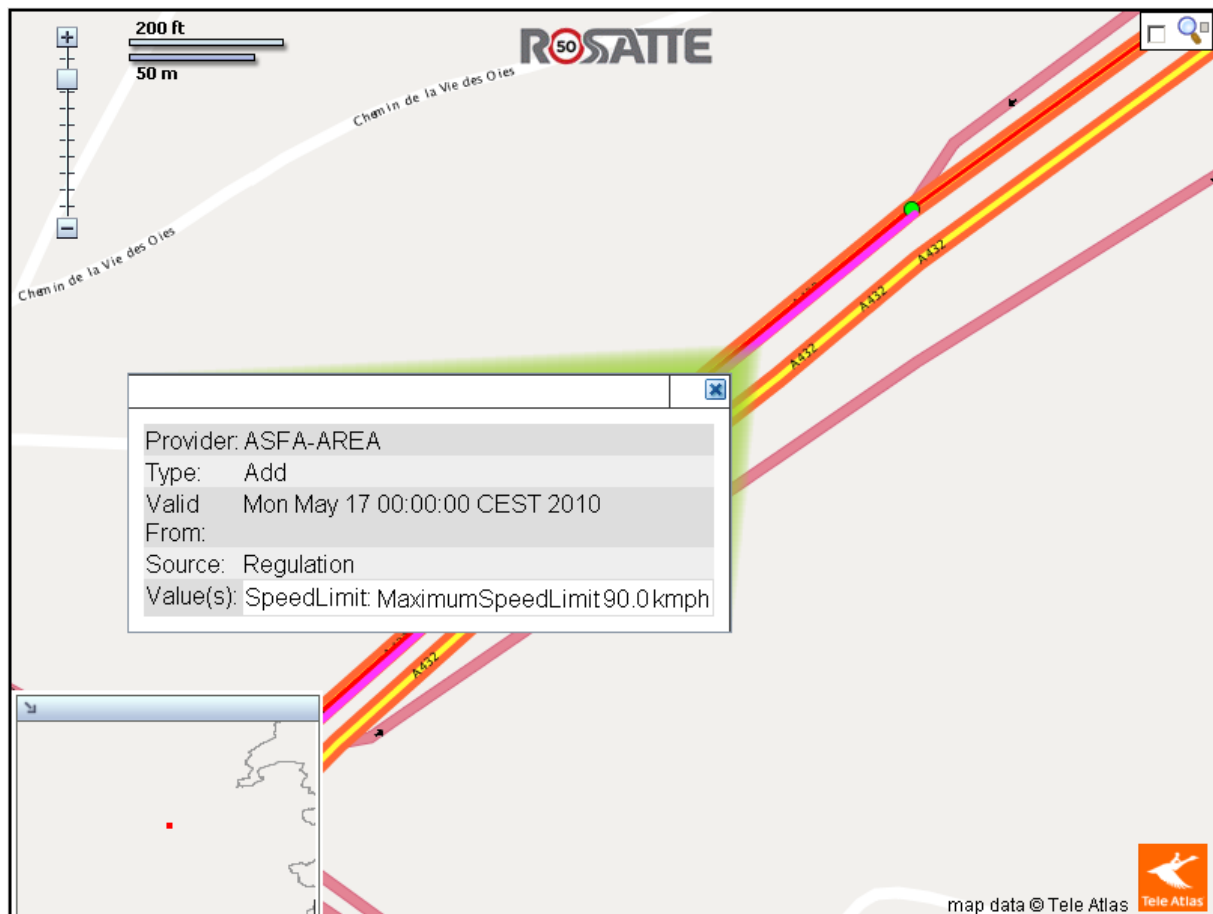 200 ft
50 m
ROSATTE
50
Chemin de la Vie des Oies
Chemin de la Vie des Oies
A432
A432
A432
Provider: ASFA-AREA
Type: Add
Valid From: Mon May 17 00:00:00 CEST 2010
Source: Regulation
Value(s): SpeedLimit: MaximumSpeedLimit 90.0 kmph
A432
map data © Tele Atlas
Tele Atlas